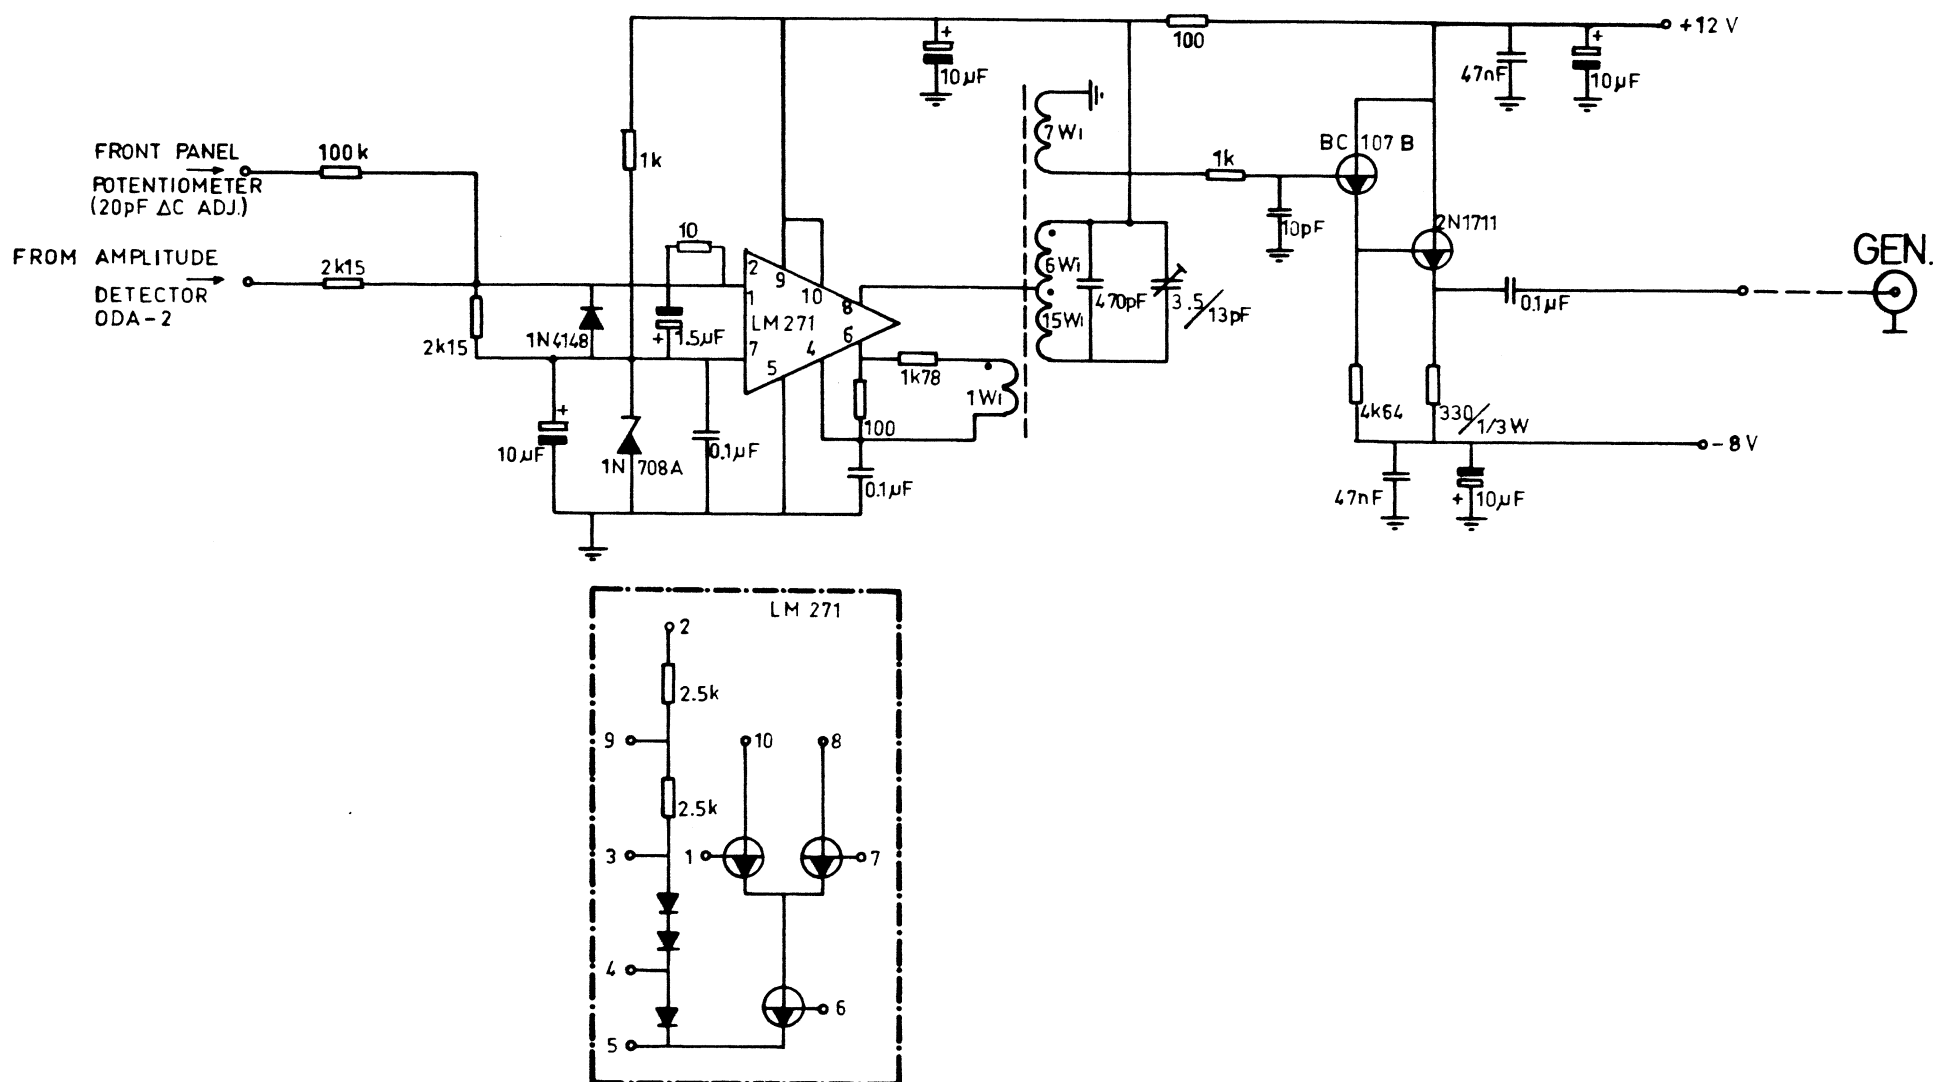 100
+12 V
10µF
47nF
10µF
7Wi
BC 107 B
FRONT PANEL
100k
1k
1k
POTENTIOMETER
(20pF ΔC ADJ.)
10pF
2N1711
10
FROM AMPLITUDE
2k15
DETECTOR
ODA-2
GEN.
2
9
1
10
8
6Wi
470pF
3.5/13pF
0.1µF
LM271
15Wi
2k15
1N4148
+ 1.5µF
7
4
6
5
1k78
1Wi
4k64
330/1/3W
100
10µF
1N 708A
0.1µF
0.1µF
-8V
47nF
+ 10µF
LM 271
2
2.5k
9
10
8
2.5k
3
1
7
4
6
5